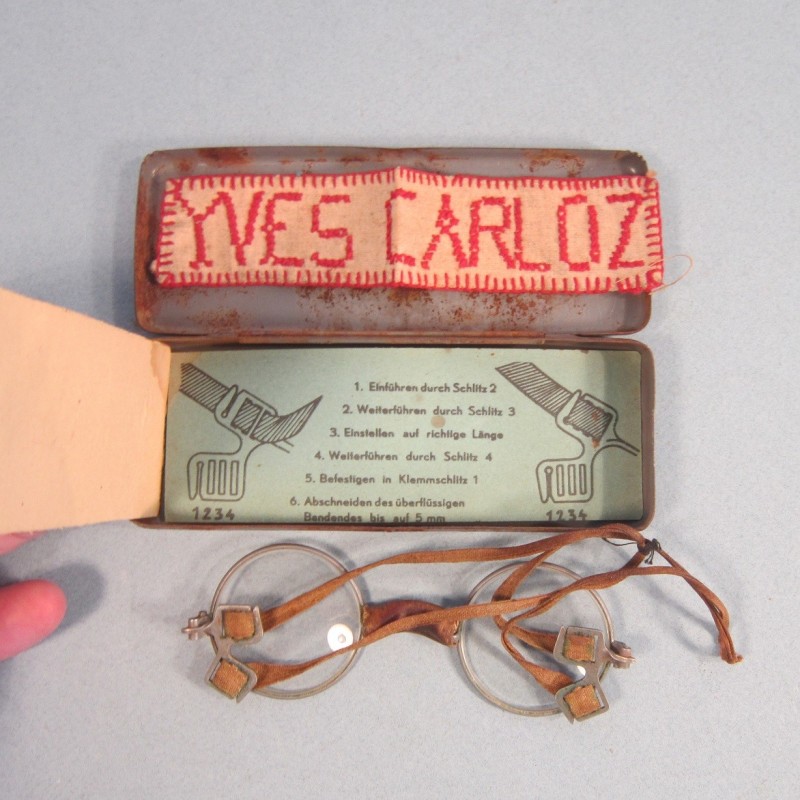 YVES CARLOZ
1. Einführen durch Schlitz 2
2. Weiterführen durch Schlitz 3
3. Einstellen auf richtige Länge
4. Weiterführen durch Schlitz 4
5. Befestigen in Klemmschlitz 1
6. Abschneiden des überflüssigen
Bandendes bis auf 5 mm
1234
1234